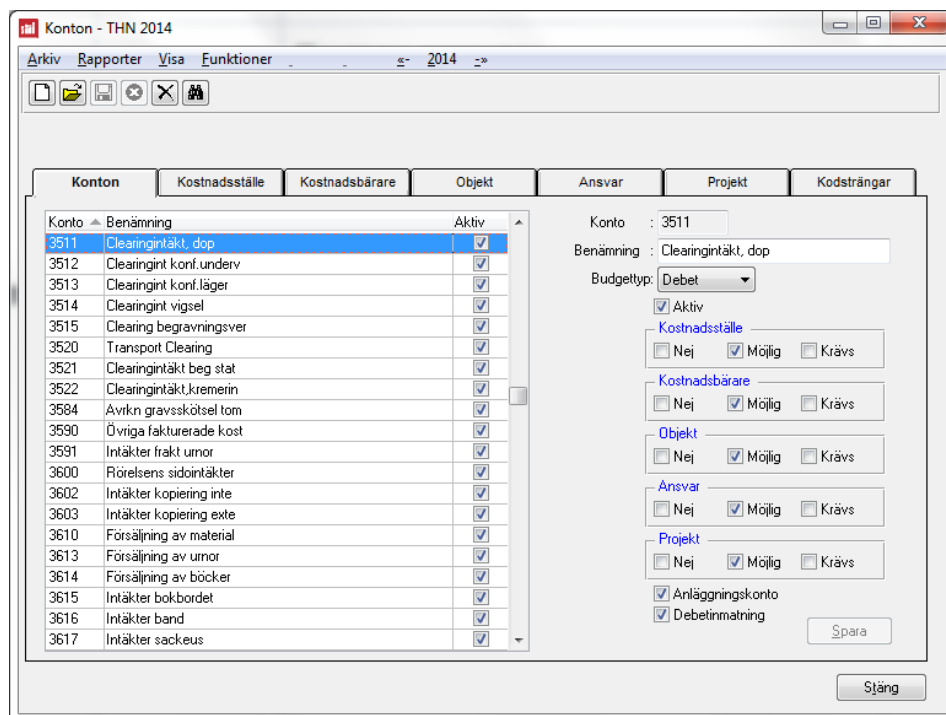 Konton - THN 2014
Arkiv Rapporter Visa Funktioner - - «- 2014 -»
Konton Kostnadsställe Kostnadsbärare Objekt Ansvar Projekt Kodsträngar
Konto Benämning Aktiv
3511 Clearingintäkt, dop
3512 Clearingint konf.underv
3513 Clearingint konf.läger
3514 Clearingint vigsel
3515 Clearing begravningsver
3520 Transport Clearing
3521 Clearingintäkt beg stat
3522 Clearingintäkt,kremerin
3584 Avrkn gravsskötsel tom
3590 Övriga fakturerade kost
3591 Intäkter frakt urnor
3600 Rörelsens sidointäkter
3602 Intäkter kopiering inte
3603 Intäkter kopiering exte
3610 Försäljning av material
3613 Försäljning av urnor
3614 Försäljning av böcker
3615 Intäkter bokbordet
3616 Intäkter band
3617 Intäkter sackeus
Konto : 3511
Benämning : Clearingintäkt, dop
Budgettyp: Debet
Aktiv
Kostnadsställe
Nej Möjlig Krävs
Kostnadsbärare
Nej Möjlig Krävs
Objekt
Nej Möjlig Krävs
Ansvar
Nej Möjlig Krävs
Projekt
Nej Möjlig Krävs
Anläggningskonto
Debetinmatning
Spara
Stäng